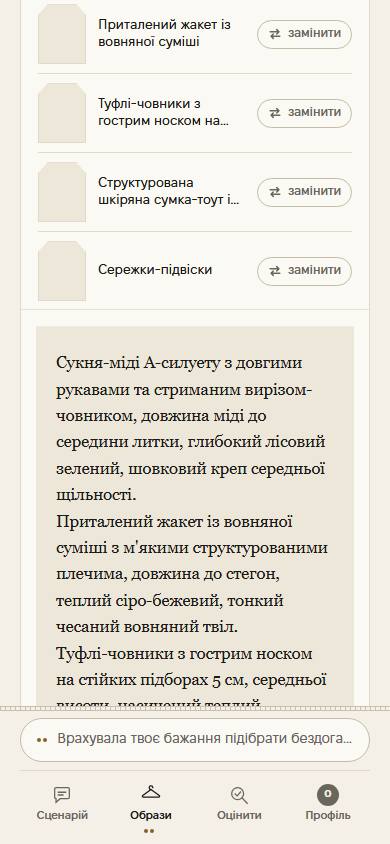 Приталений жакет із
вовняної суміші
замінити
Туфлі-човники з
гострим носком на...
замінити
Структурована
шкіряна сумка-тоут і...
замінити
Сережки-підвіски
замінити
Сукня-міді А-силуету з довгими
рукавами та стриманим вирізом-
човником, довжина міді до
середини литки, глибокий лісовий
зелений, шовковий креп середньої
щільності.
Приталений жакет із вовняної
суміші з м'якими структурованими
плечима, довжина до стегон,
теплий сіро-бежевий, тонкий
чесаний вовняний твіл.
Туфлі-човники з гострим носком
на стійких підборах 5 см, середньої
висоти, насичений теплий
Врахувала твоє бажання підібрати бездога...
Сценарій
Образи
Оцінити
О
Профіль